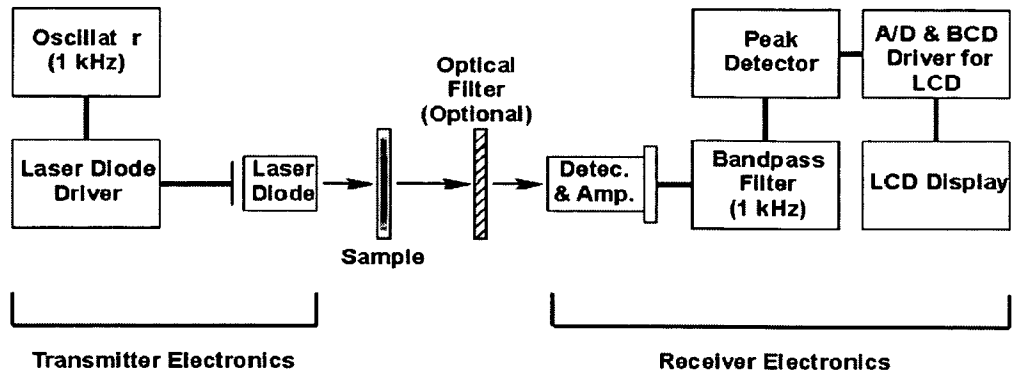 Oscillat r
(1 kHz)
Laser Diode
Driver
Laser
Diode
Sample
Optical
Filter
(Optional)
Detec.
& Amp.
Bandpass
Filter
(1 kHz)
Peak
Detector
A/D & BCD
Driver for
LCD
LCD Display
Transmitter Electronics
Receiver Electronics